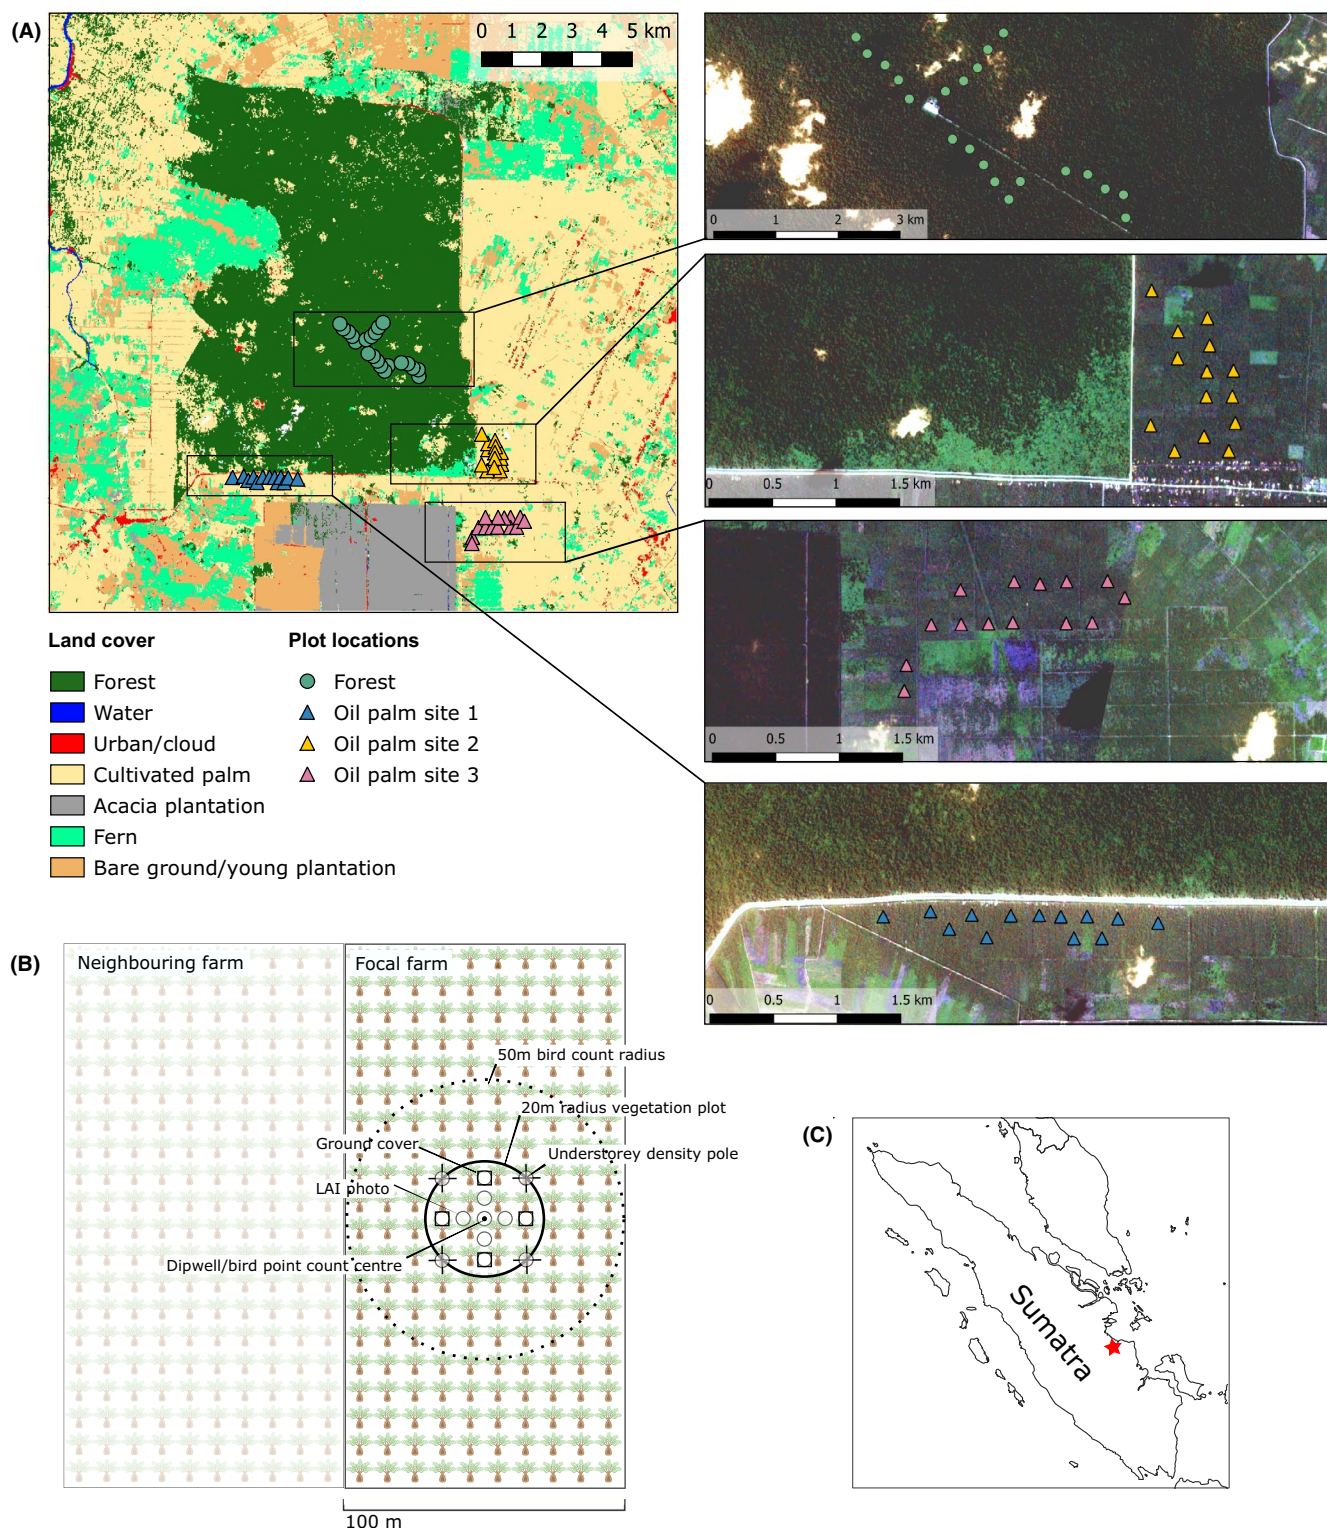 (A)
0 1 2 3 4 5 km
0 1 2 3 km
0 0.5 1 1.5 km
0 0.5 1 1.5 km
0 0.5 1 1.5 km
Land cover
Forest
Water
Urban/cloud
Cultivated palm
Acacia plantation
Fern
Bare ground/young plantation
Plot locations
Forest
Oil palm site 1
Oil palm site 2
Oil palm site 3
(B)
Neighbouring farm
Focal farm
50m bird count radius
20m radius vegetation plot
Ground cover
Understorey density pole
LAI photo
Dipwell/bird point count centre
100 m
(C)
Sumatra